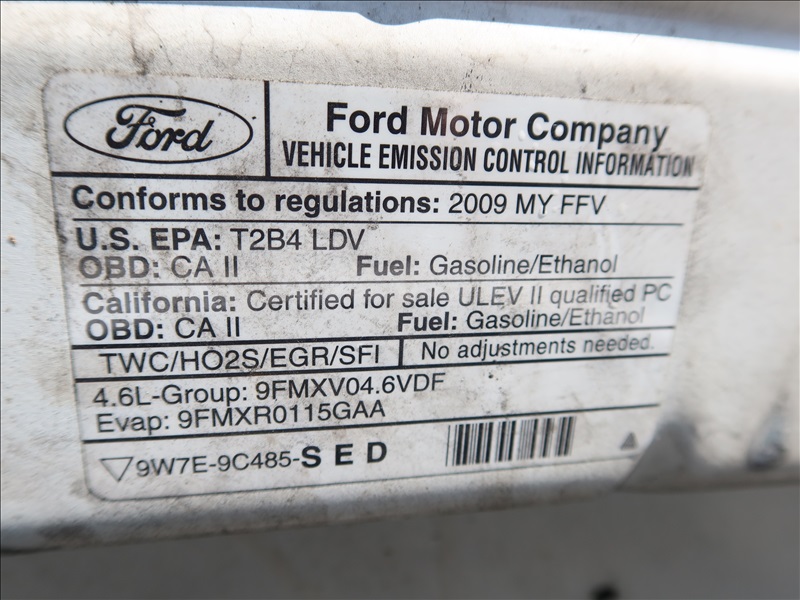 Ford
Ford Motor Company
VEHICLE EMISSION CONTROL INFORMATION
Conforms to regulations: 2009 MY FFV
U.S. EPA: T2B4 LDV
OBD: CA II Fuel: Gasoline/Ethanol
California: Certified for sale ULEV II qualified PC
OBD: CA II Fuel: Gasoline/Ethanol
TWC/HO2S/EGR/SFI No adjustments needed.
4.6L-Group: 9FMXV04.6VDF
Evap: 9FMXR0115GAA
9W7E-9C485-SED